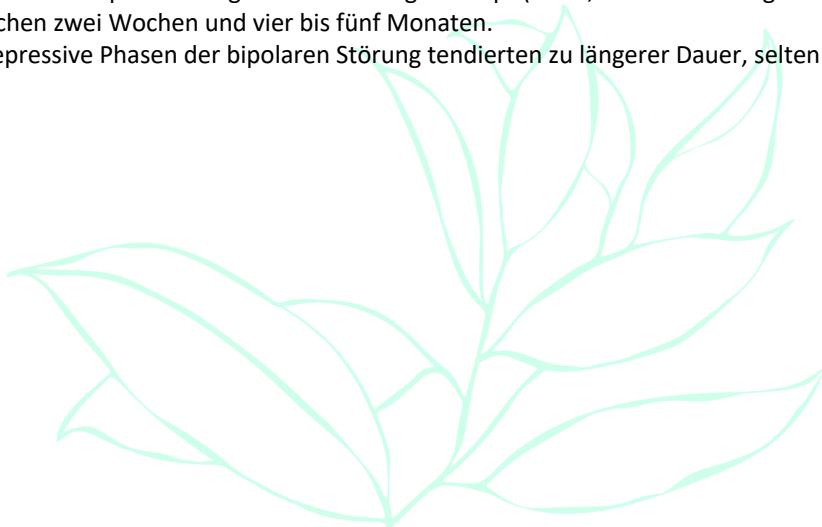 chen zwei Wochen und vier bis fünf Monaten.
epressive Phasen der bipolaren Störung tendierten zu längerer Dauer, selten